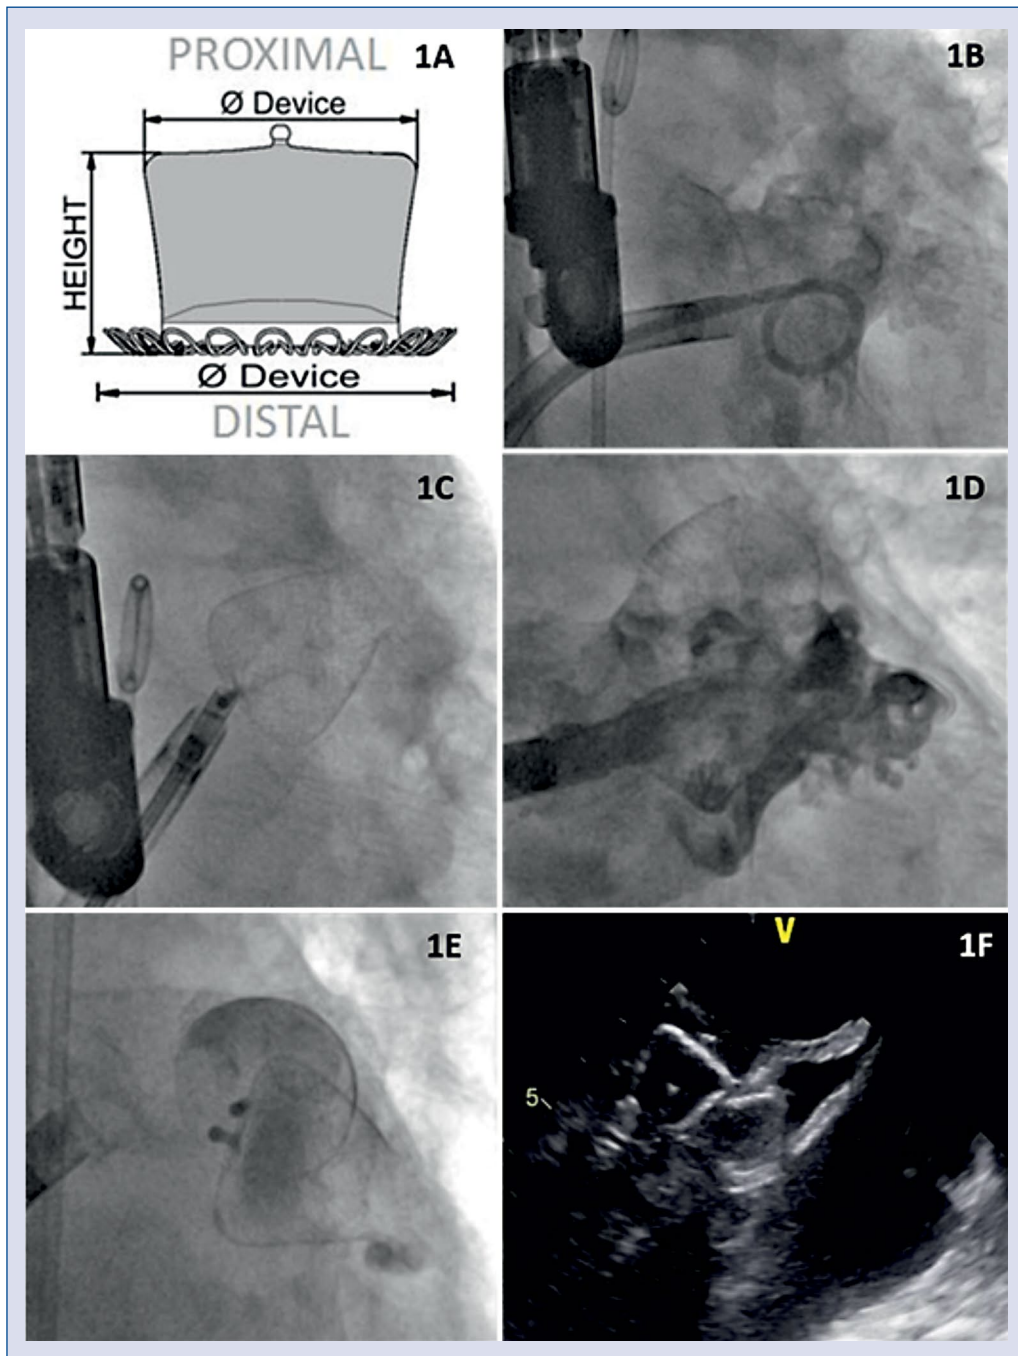 PROXIMAL 1A
Ø Device
HEIGHT
Ø Device
DISTAL
1B
1C
1D
1E
V
1F
5